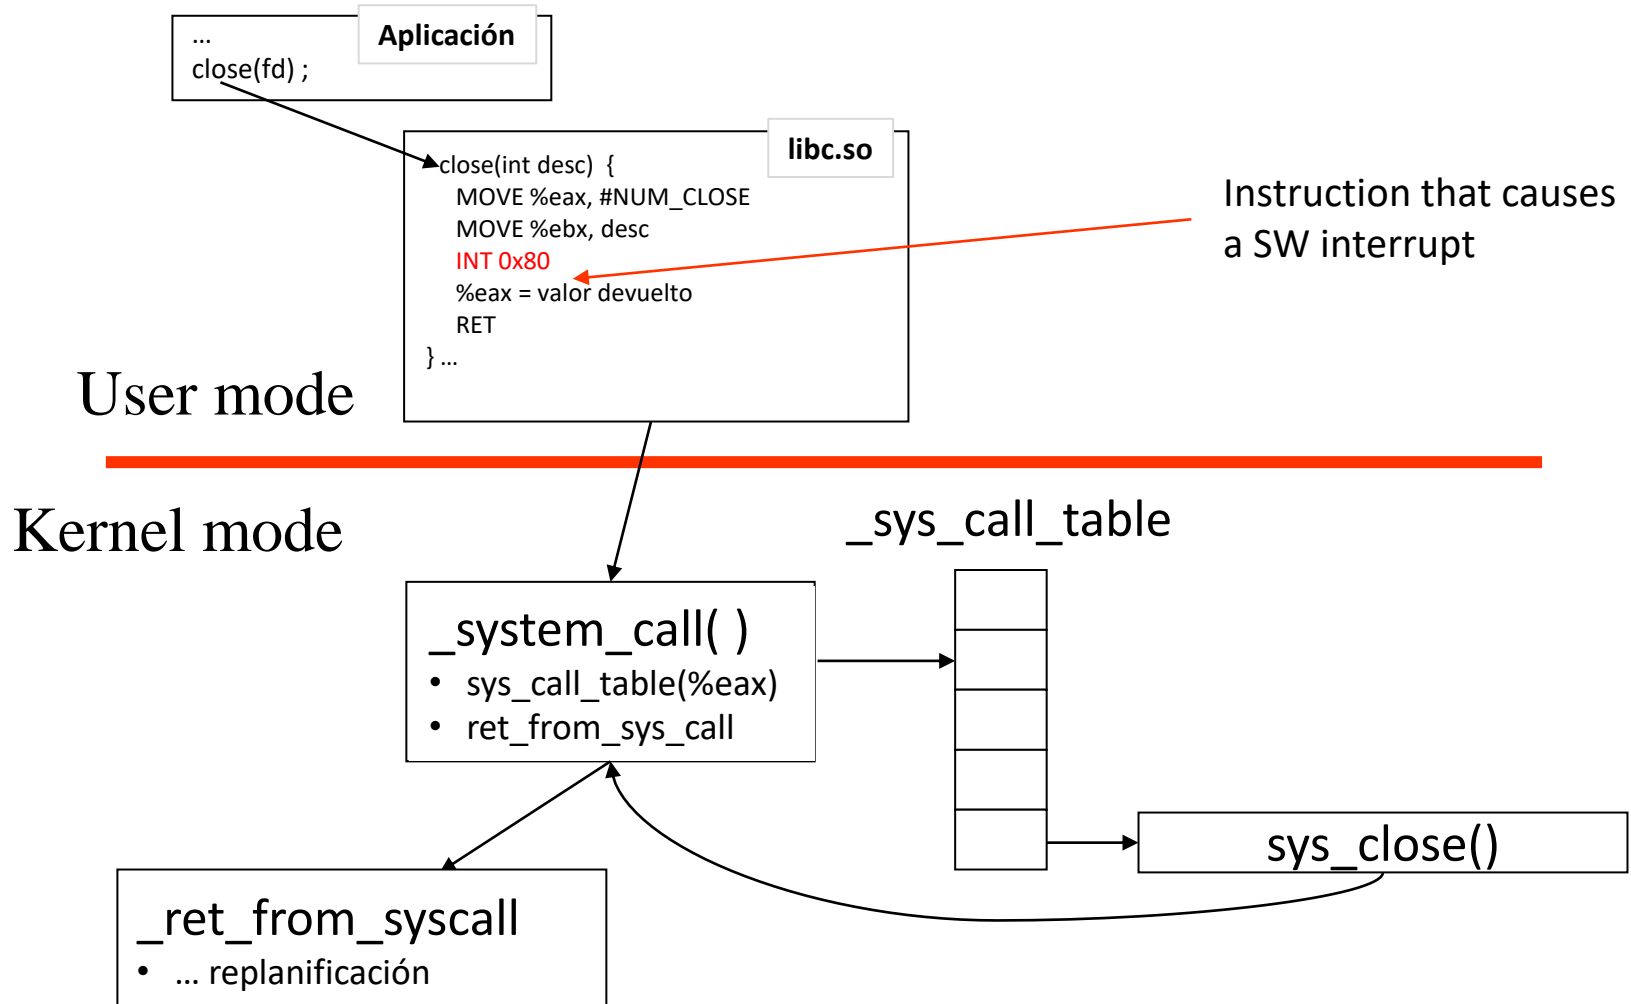 Aplicación
...
close(fd) ;
libc.so
close(int desc) {
MOVE %eax, #NUM_CLOSE
MOVE %ebx, desc
INT 0x80
%eax = valor devuelto
RET
} ...
Instruction that causes
a SW interrupt
User mode
Kernel mode
_sys_call_table
_system_call( )
• sys_call_table(%eax)
• ret_from_sys_call
sys_close()
_ret_from_syscall
• ... replanificación